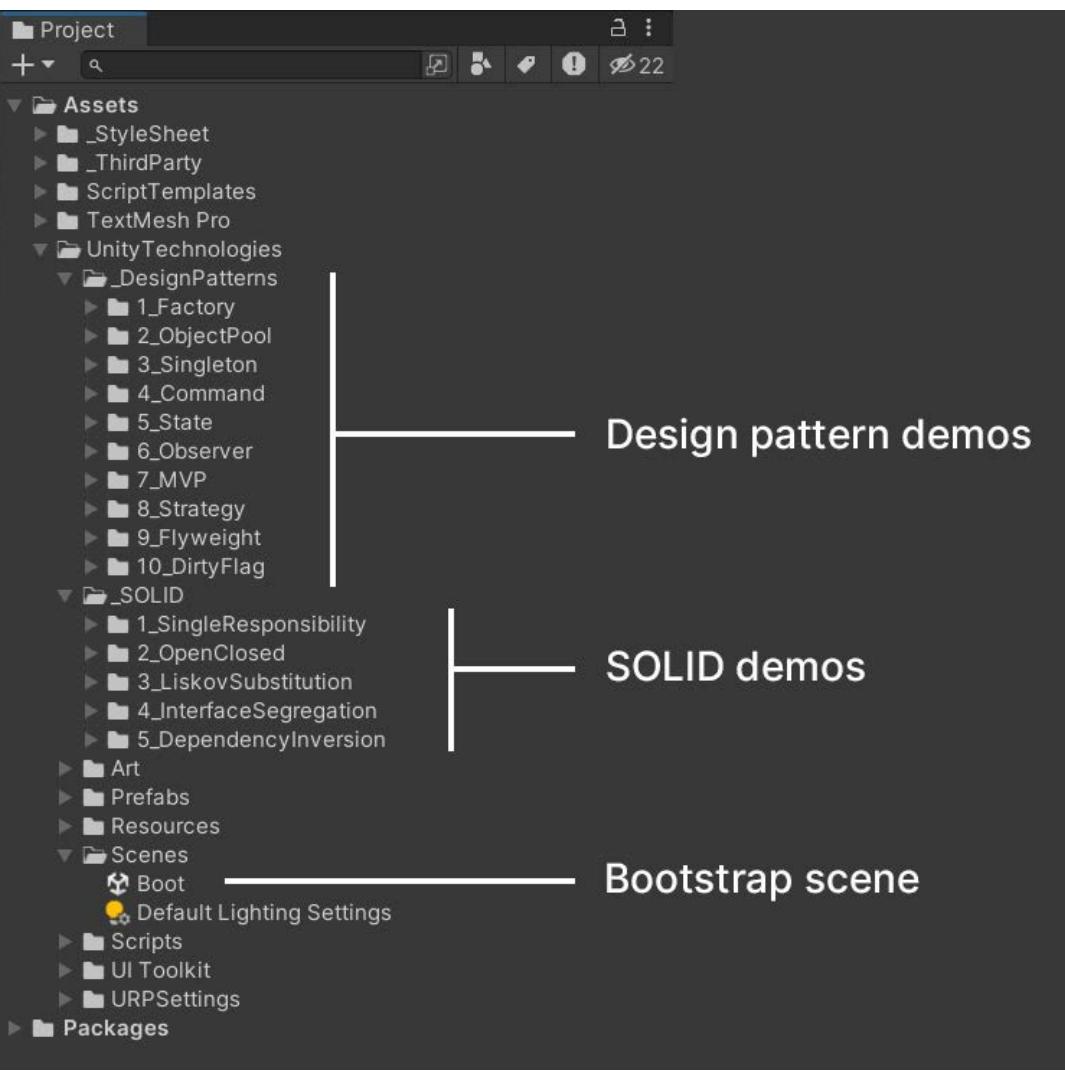 Project
22
Assets
_StyleSheet
_ThirdParty
ScriptTemplates
TextMesh Pro
UnityTechnologies
_DesignPatterns
1_Factory
2_ObjectPool
3_Singleton
4_Command
5_State
6_Observer
7_MVP
8_Strategy
9_Flyweight
10_DirtyFlag
Design pattern demos
_SOLID
1_SingleResponsibility
2_OpenClosed
3_LiskovSubstitution
4_InterfaceSegregation
5_DependencyInversion
SOLID demos
Art
Prefabs
Resources
Scenes
Boot
Bootstrap scene
Default Lighting Settings
Scripts
UI Toolkit
URPSettings
Packages